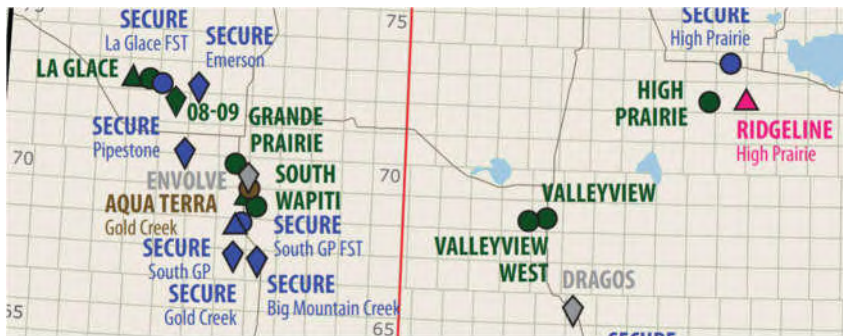 75
SECURE
La Glace FST
SECURE
Emerson
LA GLACE
08-09
SECURE
High Prairie
HIGH
PRAIRIE
RIDGELINE
High Prairie
GRANDE
PRAIRIE
SECURE
Pipestone
70
70
ENVOLVE
SOUTH
WAPITI
AQUA TERRA
Gold Creek
VALLEYVIEW
VALLEYVIEW
WEST
SECURE
South GP FST
SECURE
South GP
SECURE
Big Mountain Creek
SECURE
Gold Creek
DRAGOS
65
65